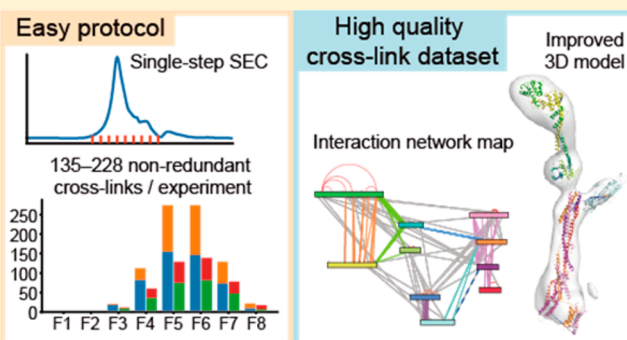 Easy protocol
Single-step SEC
135–228 non-redundant
cross-links / experiment
250
200
150
100
50
0
F1 F2 F3 F4 F5 F6 F7 F8
High quality
cross-link dataset
Interaction network map
Improved
3D model